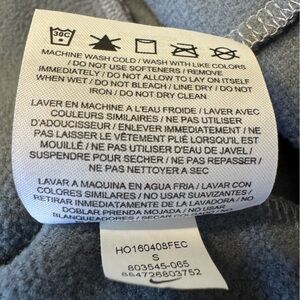 30C
MACHINE WASH COLD / WASH WITH LIKE COLORS
/ DO NOT USE SOFTENERS / REMOVE
IMMEDIATELY / DO NOT ALLOW TO LAY ON ITSELF
WHEN WET / DO NOT BLEACH / LINE DRY / DO NOT
IRON / DO NOT DRY CLEAN
LAVER EN MACHINE A L'EAU FROIDE / LAVER AVEC
COULEURS SIMILAIRES / NE PAS UTILISER
D'ADOUCISSEUR / ENLEVER IMMEDIATEMENT / NE
PAS LAISSER LE VÊTEMENT PLIÉ LORSQU'IL EST
MOUILLÉ / NE PAS UTILISER D'EAU DE JAVEL /
SUSPENDRE POUR SECHER / NE PAS REPASSER /
NE PAS NETTOYER A SEC
LAVAR A MAQUINA EN AGUA FRIA / LAVAR CON
COLORES SIMILARES / NO USAR SUAVIZANTES /
RETIRAR INMEDIATAMENTE DE LA LAVADORA / NO
DOBLAR PRENDA MOJADA / NO USAR
BLANQUEADORES
HO160408FEC
S
803545-065
884726803752